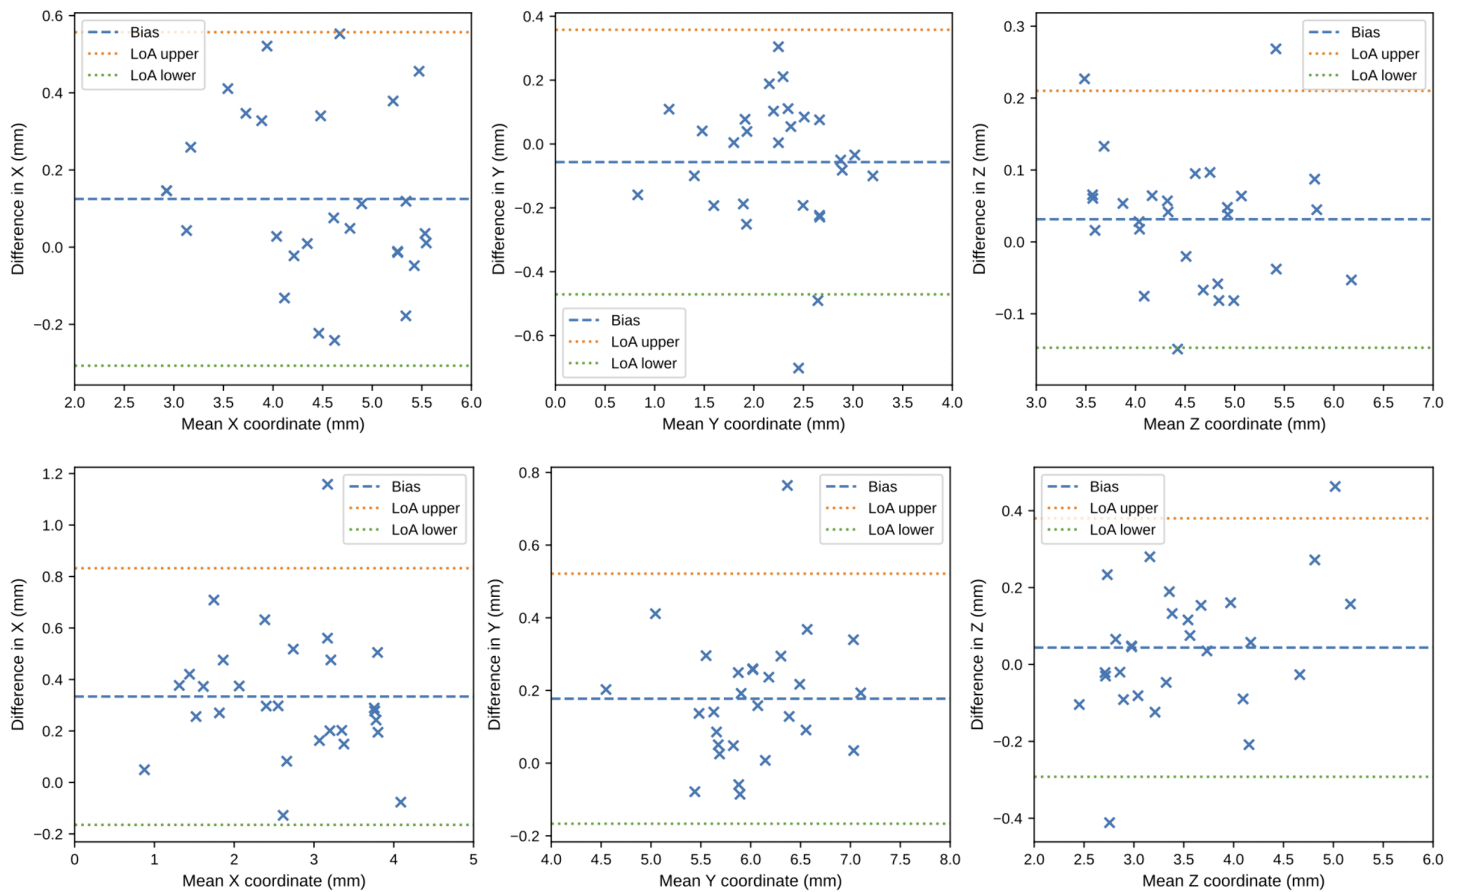 0.6
0.4
0.2
0.0
−0.2
Difference in X (mm)
Bias
LoA upper
LoA lower
2.0 2.5 3.0 3.5 4.0 4.5 5.0 5.5 6.0
Mean X coordinate (mm)
0.4
0.2
0.0
−0.2
−0.4
−0.6
Difference in Y (mm)
Bias
LoA upper
LoA lower
0.0 0.5 1.0 1.5 2.0 2.5 3.0 3.5 4.0
Mean Y coordinate (mm)
0.3
0.2
0.1
0.0
−0.1
Difference in Z (mm)
Bias
LoA upper
LoA lower
3.0 3.5 4.0 4.5 5.0 5.5 6.0 6.5 7.0
Mean Z coordinate (mm)
1.2
1.0
0.8
0.6
0.4
0.2
0.0
−0.2
Difference in X (mm)
Bias
LoA upper
LoA lower
0 1 2 3 4 5
Mean X coordinate (mm)
0.8
0.6
0.4
0.2
0.0
−0.2
Difference in Y (mm)
Bias
LoA upper
LoA lower
4.0 4.5 5.0 5.5 6.0 6.5 7.0 7.5 8.0
Mean Y coordinate (mm)
0.4
0.2
0.0
−0.2
−0.4
Difference in Z (mm)
Bias
LoA upper
LoA lower
2.0 2.5 3.0 3.5 4.0 4.5 5.0 5.5 6.0
Mean Z coordinate (mm)